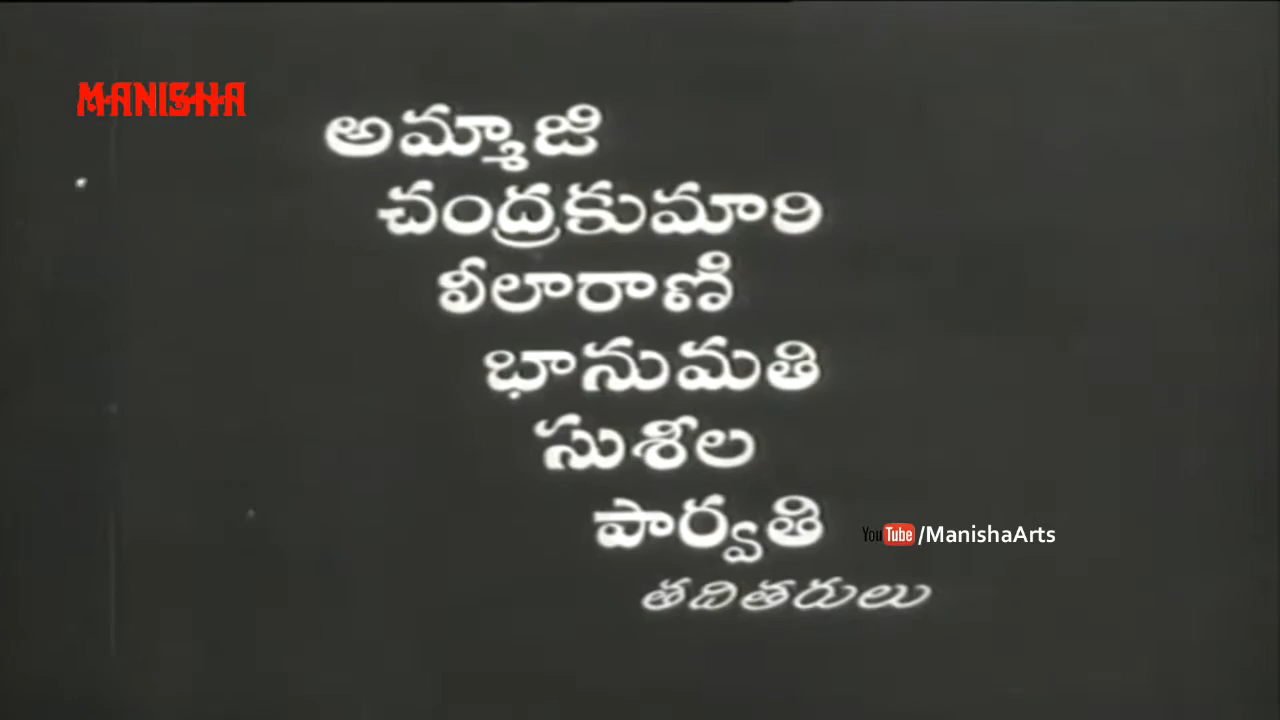 MANISHA
అమ్మాజి
చంద్రకుమారి
లీలారాణి
భానుమతి
సుశీల
పార్వతి
YouTube/ManishaArts
తదితరులు